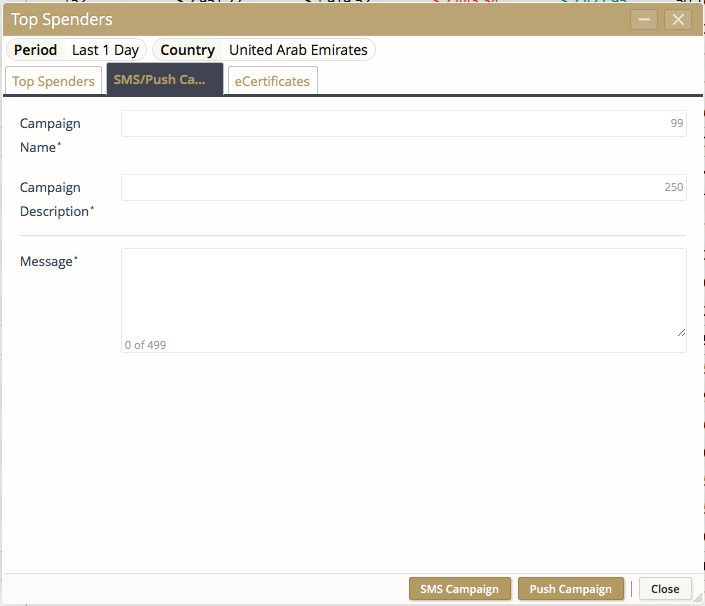 Top Spenders
Period Last 1 Day Country United Arab Emirates
Top Spenders SMS/Push Ca... eCertificates
Campaign
Name*
99
Campaign
Description*
250
Message*
0 of 499
SMS Campaign Push Campaign Close